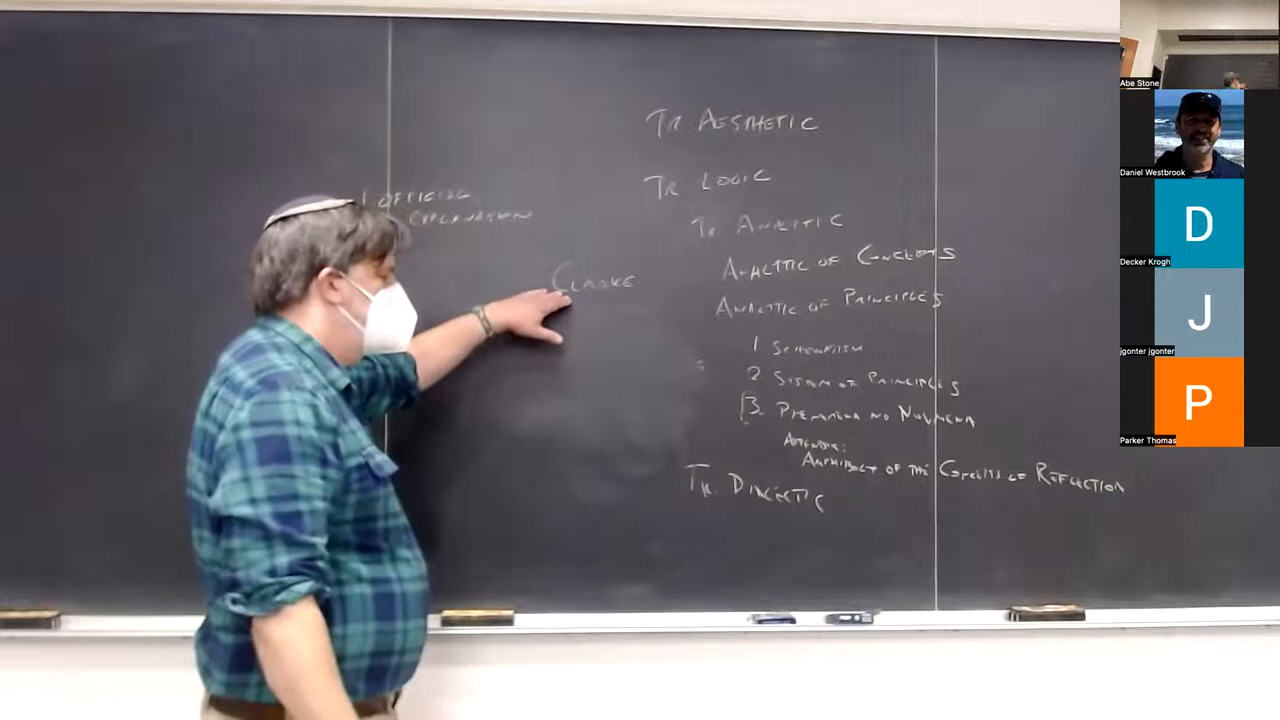 1 OFFICIAL
EXPLANATION
CLARKE
TR AESTHETIC
TR LOGIC
TR ANALYTIC
ANALYTIC OF CONCEPTS
ANALYTIC OF PRINCIPLES
1 SCHEMATISM
2 SYSTEM OF PRINCIPLES
[3. PHENOMENA AND NOUMENA
APPENDIX:
AMPHIBOLY OF THE CONCEPTS OF REFLECTION
TR. DIALECTIC
Abe Stone
Daniel Westbrook
D
Decker Krogh
J
jgonter jgonter
P
Parker Thomas